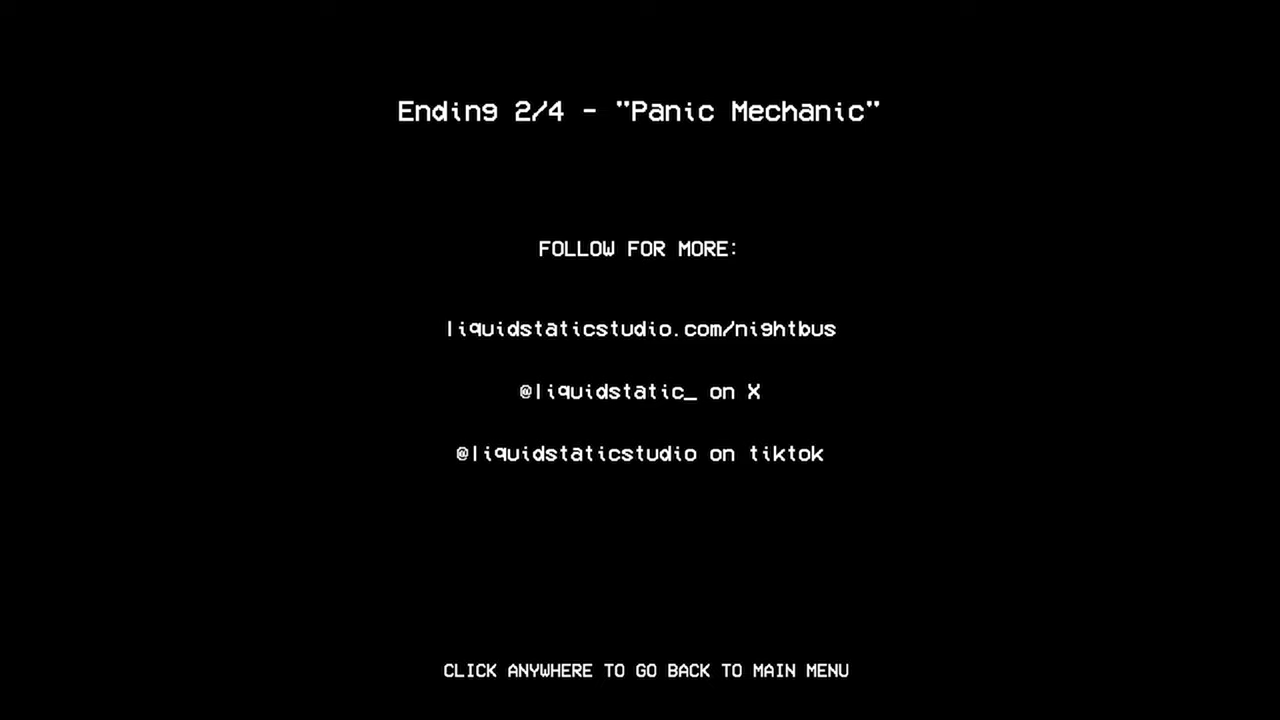 Ending 2/4 - "Panic Mechanic"
FOLLOW FOR MORE:
liquidstaticstudio.com/nightbus
@liquidstatic_ on X
@liquidstaticstudio on tiktok
CLICK ANYWHERE TO GO BACK TO MAIN MENU